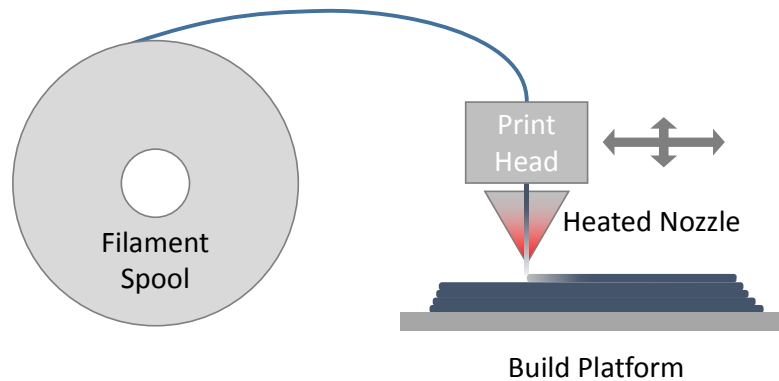 Print
Head
Heated Nozzle
Filament
Spool
Build Platform